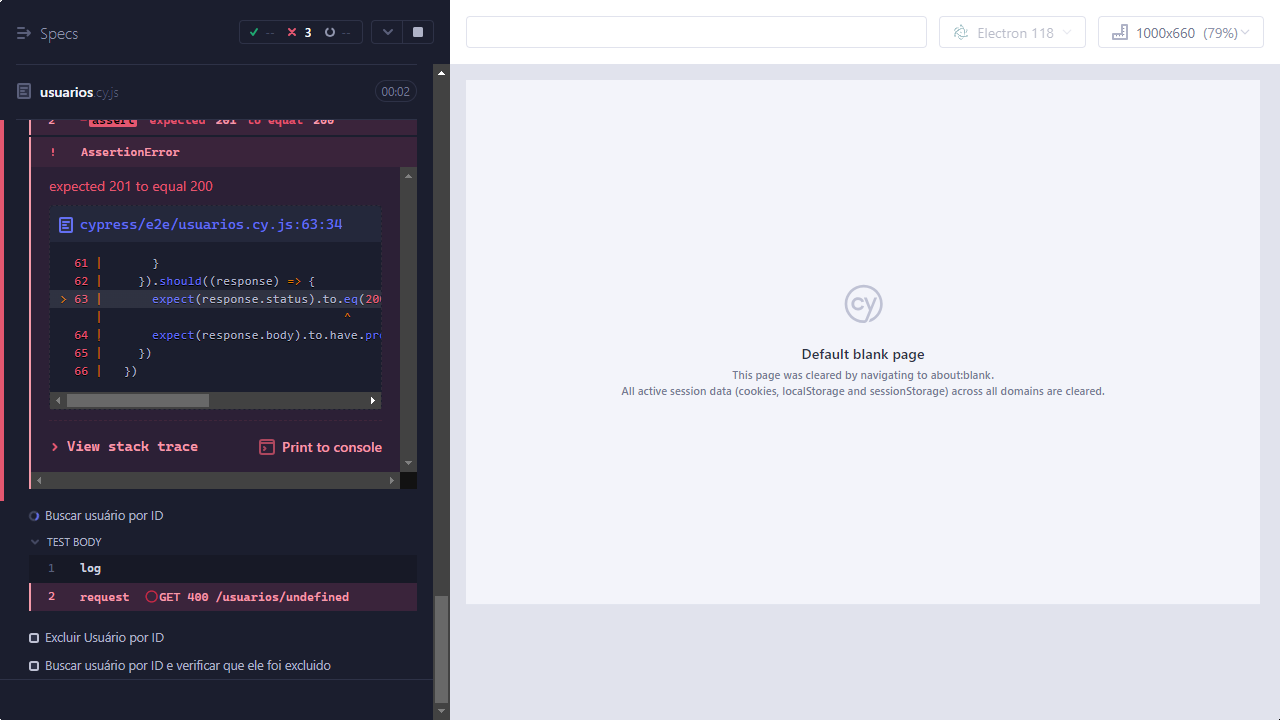 Specs
-- 3 --
Electron 118
1000x660 (79%)
usuarios.cy.js
00:02
2 -assert expected 201 to equal 200
! AssertionError
expected 201 to equal 200
cypress/e2e/usuarios.cy.js:63:34
61 | }
62 | }).should((response) => {
> 63 | expect(response.status).to.eq(200
| ^
64 | expect(response.body).to.have.pro
65 | })
66 | })
> View stack trace
Print to console
Buscar usuário por ID
TEST BODY
1 log
2 request GET 400 /usuarios/undefined
Excluir Usuário por ID
Buscar usuário por ID e verificar que ele foi excluido
cy
Default blank page
This page was cleared by navigating to about:blank.
All active session data (cookies, localStorage and sessionStorage) across all domains are cleared.